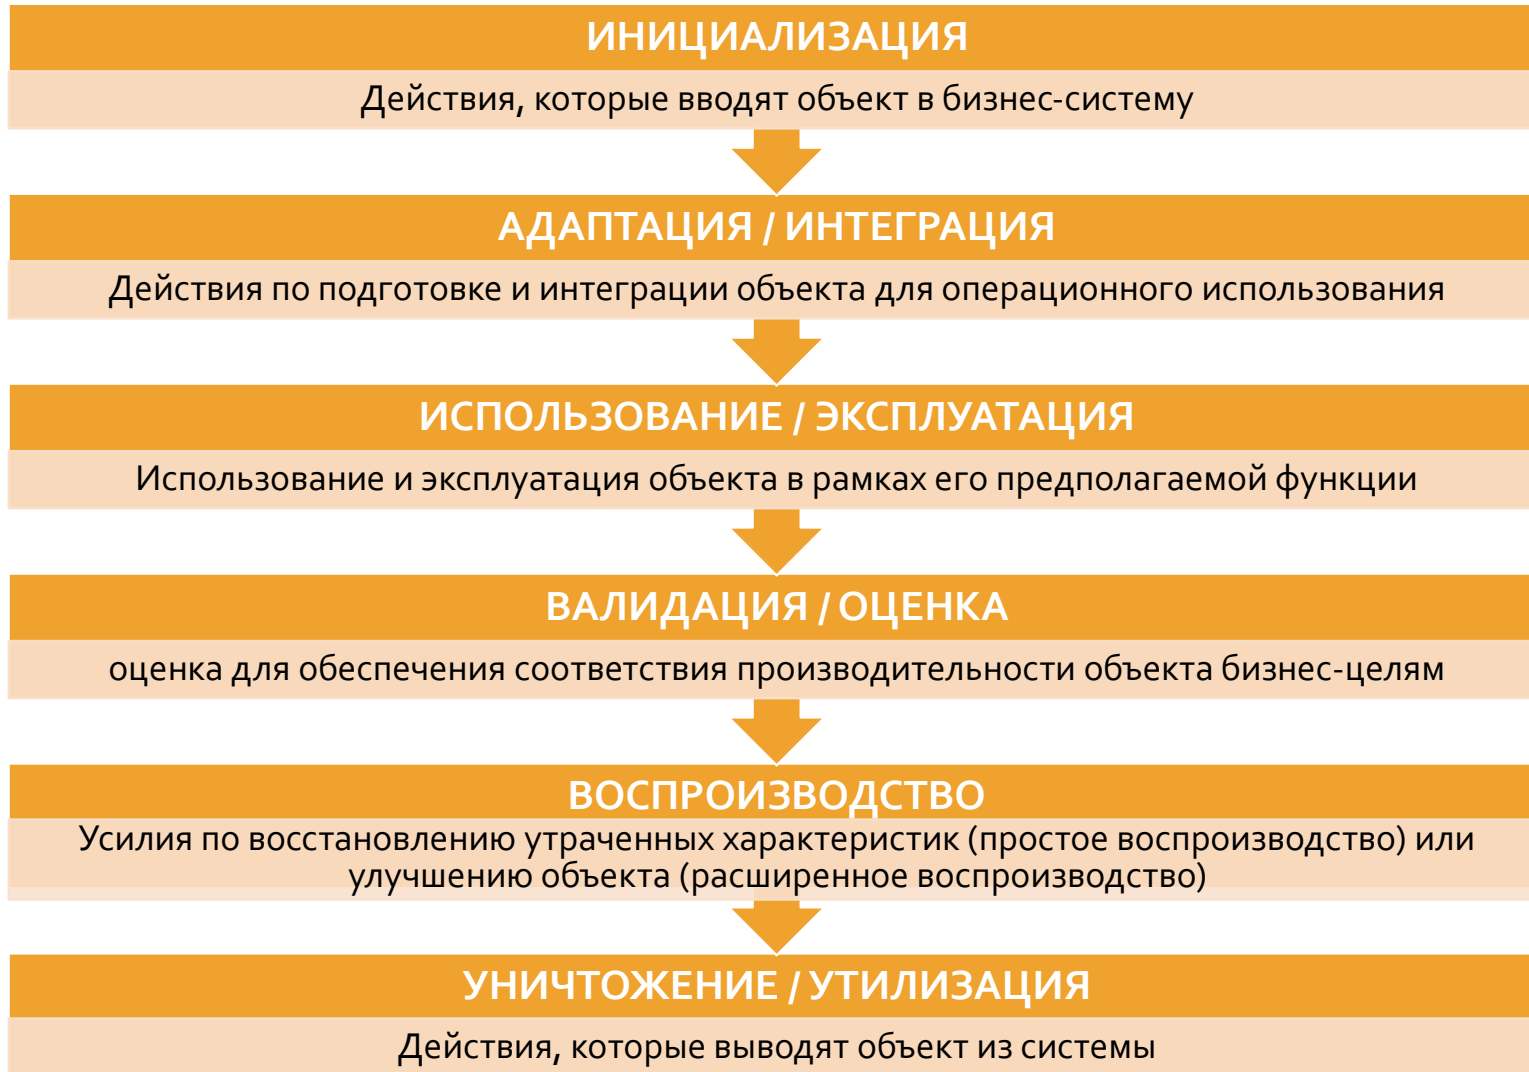 ИНИЦИАЛИЗАЦИЯ
Действия, которые вводят объект в бизнес-систему
АДАПТАЦИЯ / ИНТЕГРАЦИЯ
Действия по подготовке и интеграции объекта для операционного использования
ИСПОЛЬЗОВАНИЕ / ЭКСПЛУАТАЦИЯ
Использование и эксплуатация объекта в рамках его предполагаемой функции
ВАЛИДАЦИЯ / ОЦЕНКА
оценка для обеспечения соответствия производительности объекта бизнес-целям
ВОСПРОИЗВОДСТВО
Усилия по восстановлению утраченных характеристик (простое воспроизводство) или
улучшению объекта (расширенное воспроизводство)
УНИЧТОЖЕНИЕ / УТИЛИЗАЦИЯ
Действия, которые выводят объект из системы